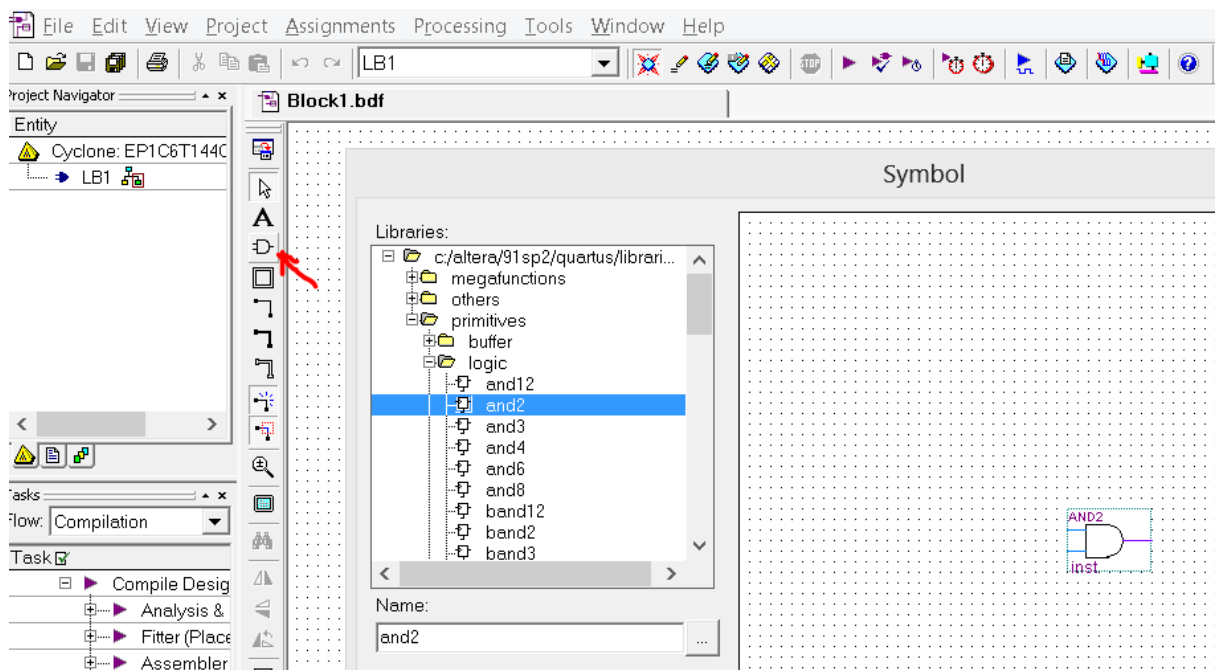 File Edit View Project Assignments Processing Tools Window Help
LB1
Project Navigator
Entity
Cyclone: EP1C6T144C
LB1
Block1.bdf
Symbol
Libraries:
c:/altera/91sp2/quartus/librari...
megafunctions
others
primitives
buffer
logic
and12
and2
and3
and4
and6
and8
band12
band2
band3
Name:
and2
...
AND2
inst
Tasks
Flow: Compilation
Task
Compile Desig
Analysis &
Fitter (Place
Assembler
STOP
A